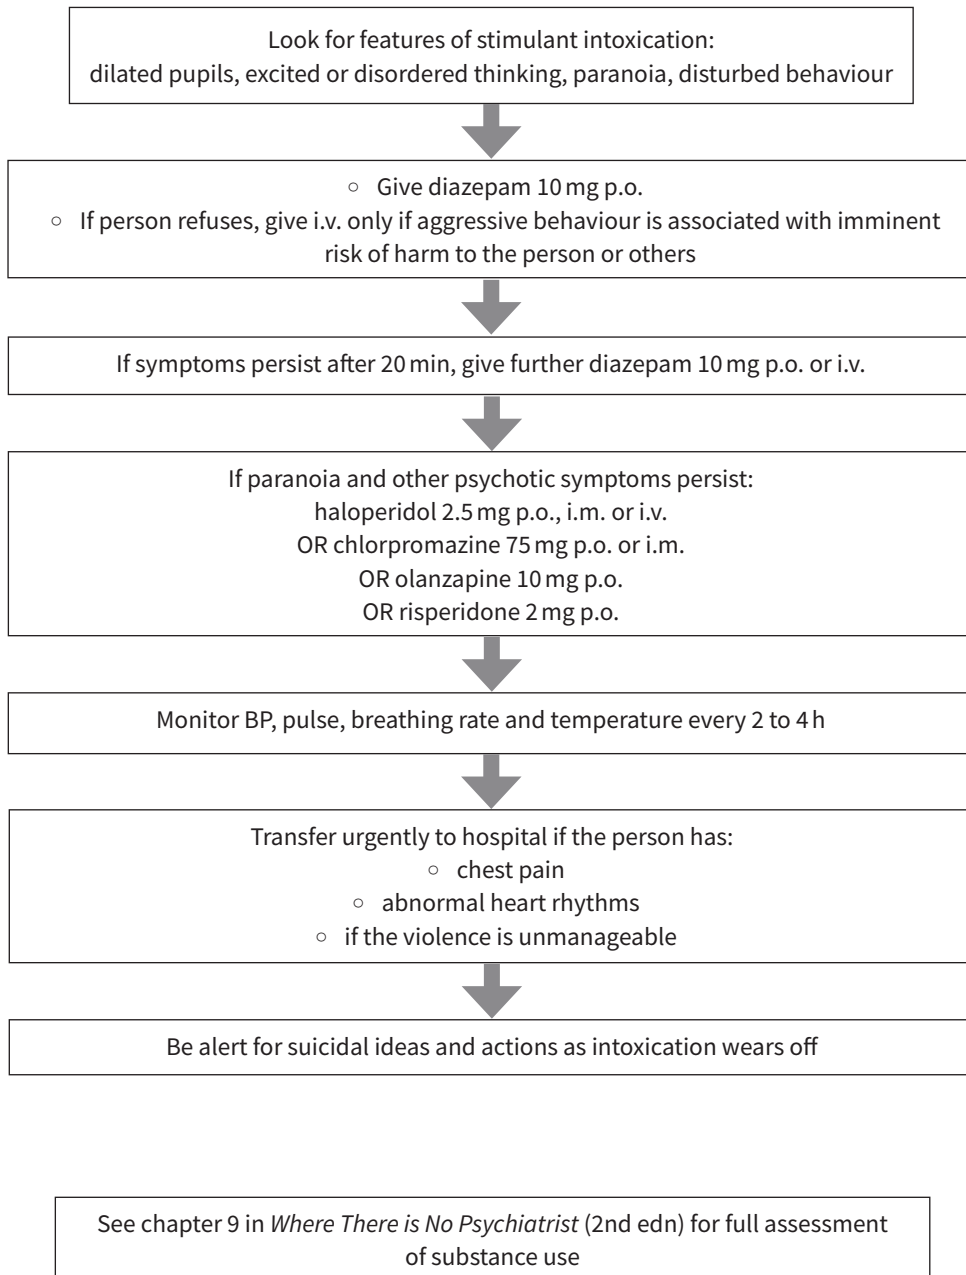 Look for features of stimulant intoxication:
dilated pupils, excited or disordered thinking, paranoia, disturbed behaviour
○ Give diazepam 10 mg p.o.
○ If person refuses, give i.v. only if aggressive behaviour is associated with imminent
risk of harm to the person or others
If symptoms persist after 20 min, give further diazepam 10 mg p.o. or i.v.
If paranoia and other psychotic symptoms persist:
haloperidol 2.5 mg p.o., i.m. or i.v.
OR chlorpromazine 75 mg p.o. or i.m.
OR olanzapine 10 mg p.o.
OR risperidone 2 mg p.o.
Monitor BP, pulse, breathing rate and temperature every 2 to 4 h
Transfer urgently to hospital if the person has:
○ chest pain
○ abnormal heart rhythms
○ if the violence is unmanageable
Be alert for suicidal ideas and actions as intoxication wears off
See chapter 9 in Where There is No Psychiatrist (2nd edn) for full assessment
of substance use